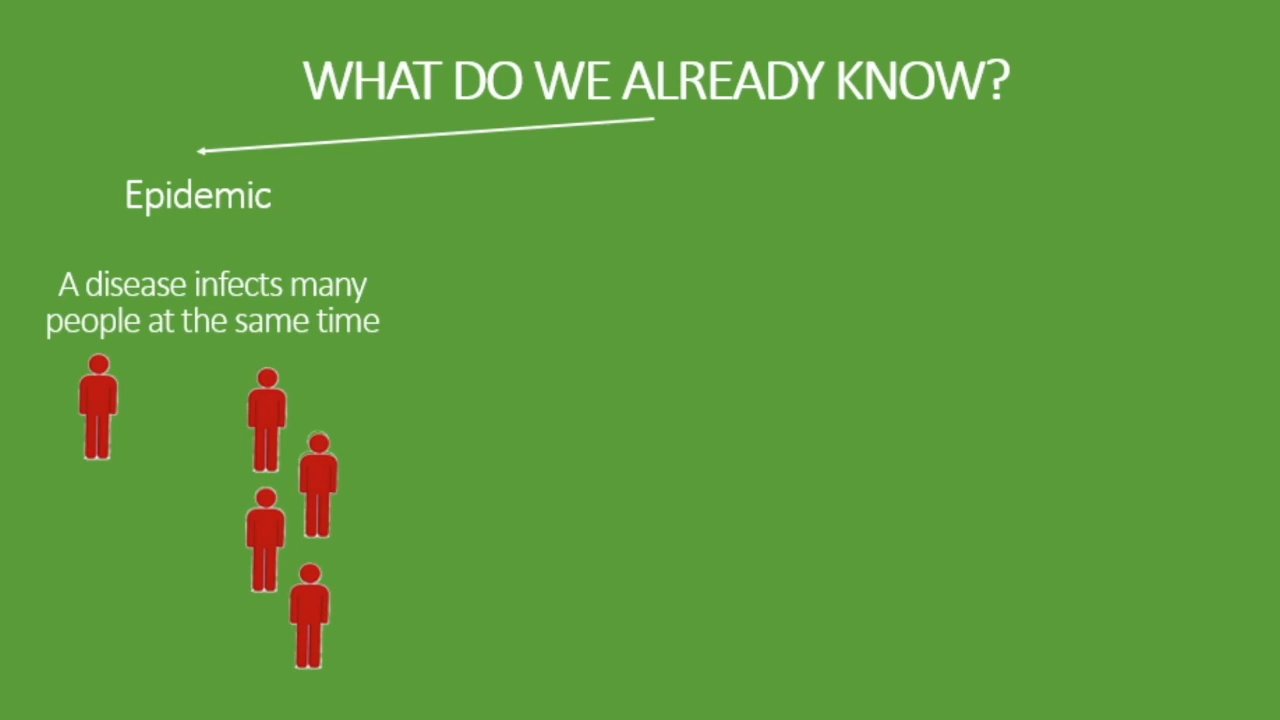 WHAT DO WE ALREADY KNOW?
Epidemic
A disease infects many
people at the same time